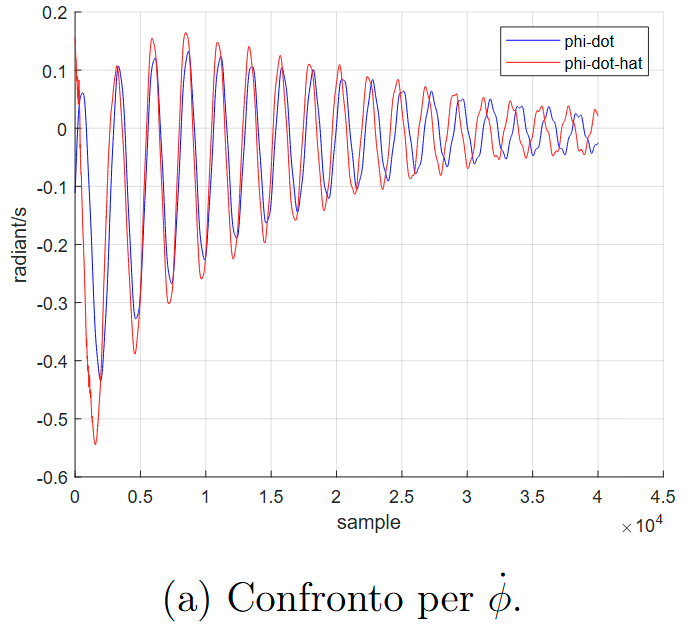 0.2
phi-dot
phi-dot-hat
0.1
0
-0.1
-0.2
-0.3
-0.4
-0.5
-0.6
radiant/s
0 0.5 1 1.5 2 2.5 3 3.5 4 4.5
sample
×10⁴
(a) Confronto per ϕ̇.